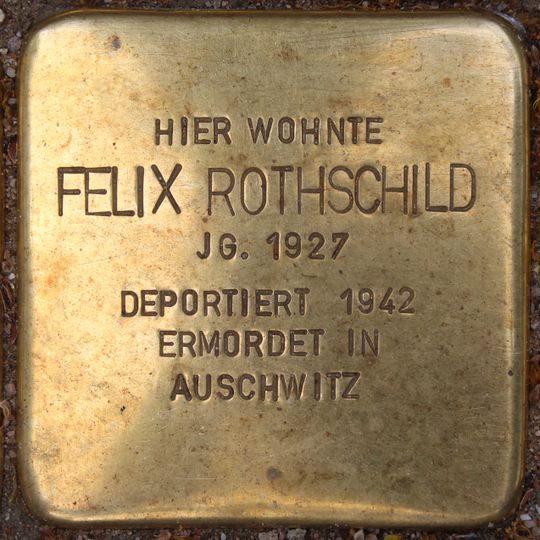 HIER WOHNTE
FELIX ROTHSCHILD
JG. 1927
DEPORTIERT 1942
ERMORDET IN
AUSCHWITZ